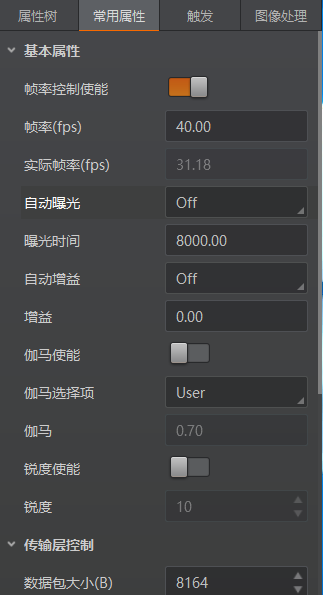 属性树 常用属性 触发 图像处理
基本属性
帧率控制使能
帧率(fps) 40.00
实际帧率(fps) 31.18
自动曝光 Off
曝光时间 8000.00
自动增益 Off
增益 0.00
伽马使能
伽马选择项 User
伽马 0.70
锐度使能
锐度 10
传输层控制
数据包大小(B) 8164